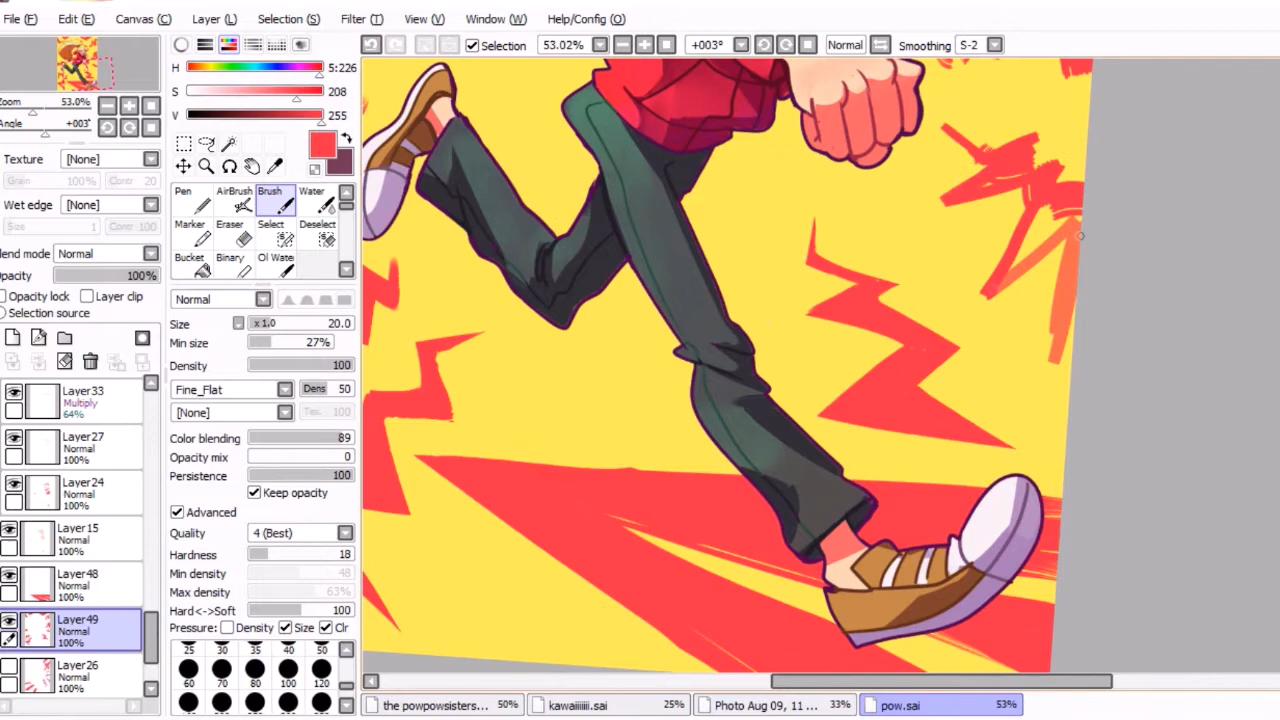 File (F) Edit (E) Canvas (C) Layer (L) Selection (S) Filter (T) View (V) Window (W) Help/Config (O)
Selection 53.02% +003° Normal Smoothing S-2
H 5:226
S 208
V 255
Zoom 53.0%
Angle +003°
Texture [None]
Grain 100% Contr 20
Wet edge [None]
Size 1 Contr 100
lend mode Normal
pacity 100%
Opacity lock Layer clip
Selection source
Layer33
Multiply
64%
Layer27
Normal
100%
Layer24
Normal
100%
Layer15
Normal
100%
Layer48
Normal
100%
Layer49
Normal
100%
Layer26
Normal
100%
Pen AirBrush Brush Water
Marker Eraser Select Deselect
Bucket Binary Ol Water
Normal
Size x 1.0 20.0
Min size 27%
Density 100
Fine_Flat Dens 50
[None] Tex. 100
Color blending 89
Opacity mix 0
Persistence 100
Keep opacity
Advanced
Quality 4 (Best)
Hardness 18
Min density 48
Max density 63%
Hard<->Soft 100
Pressure: Density Size Clr
25 30 35 40 50
60 70 80 100 120
the powpowsisters... 50% kawaiiiiii.sai 25% Photo Aug 09, 11 ... 33% pow.sai 53%